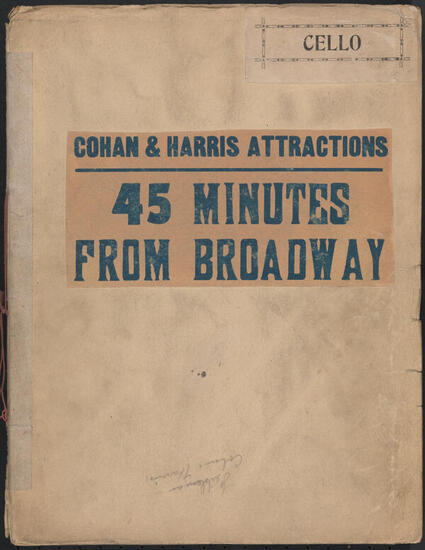 CELLO
COHAN & HARRIS ATTRACTIONS
45 MINUTES
FROM BROADWAY